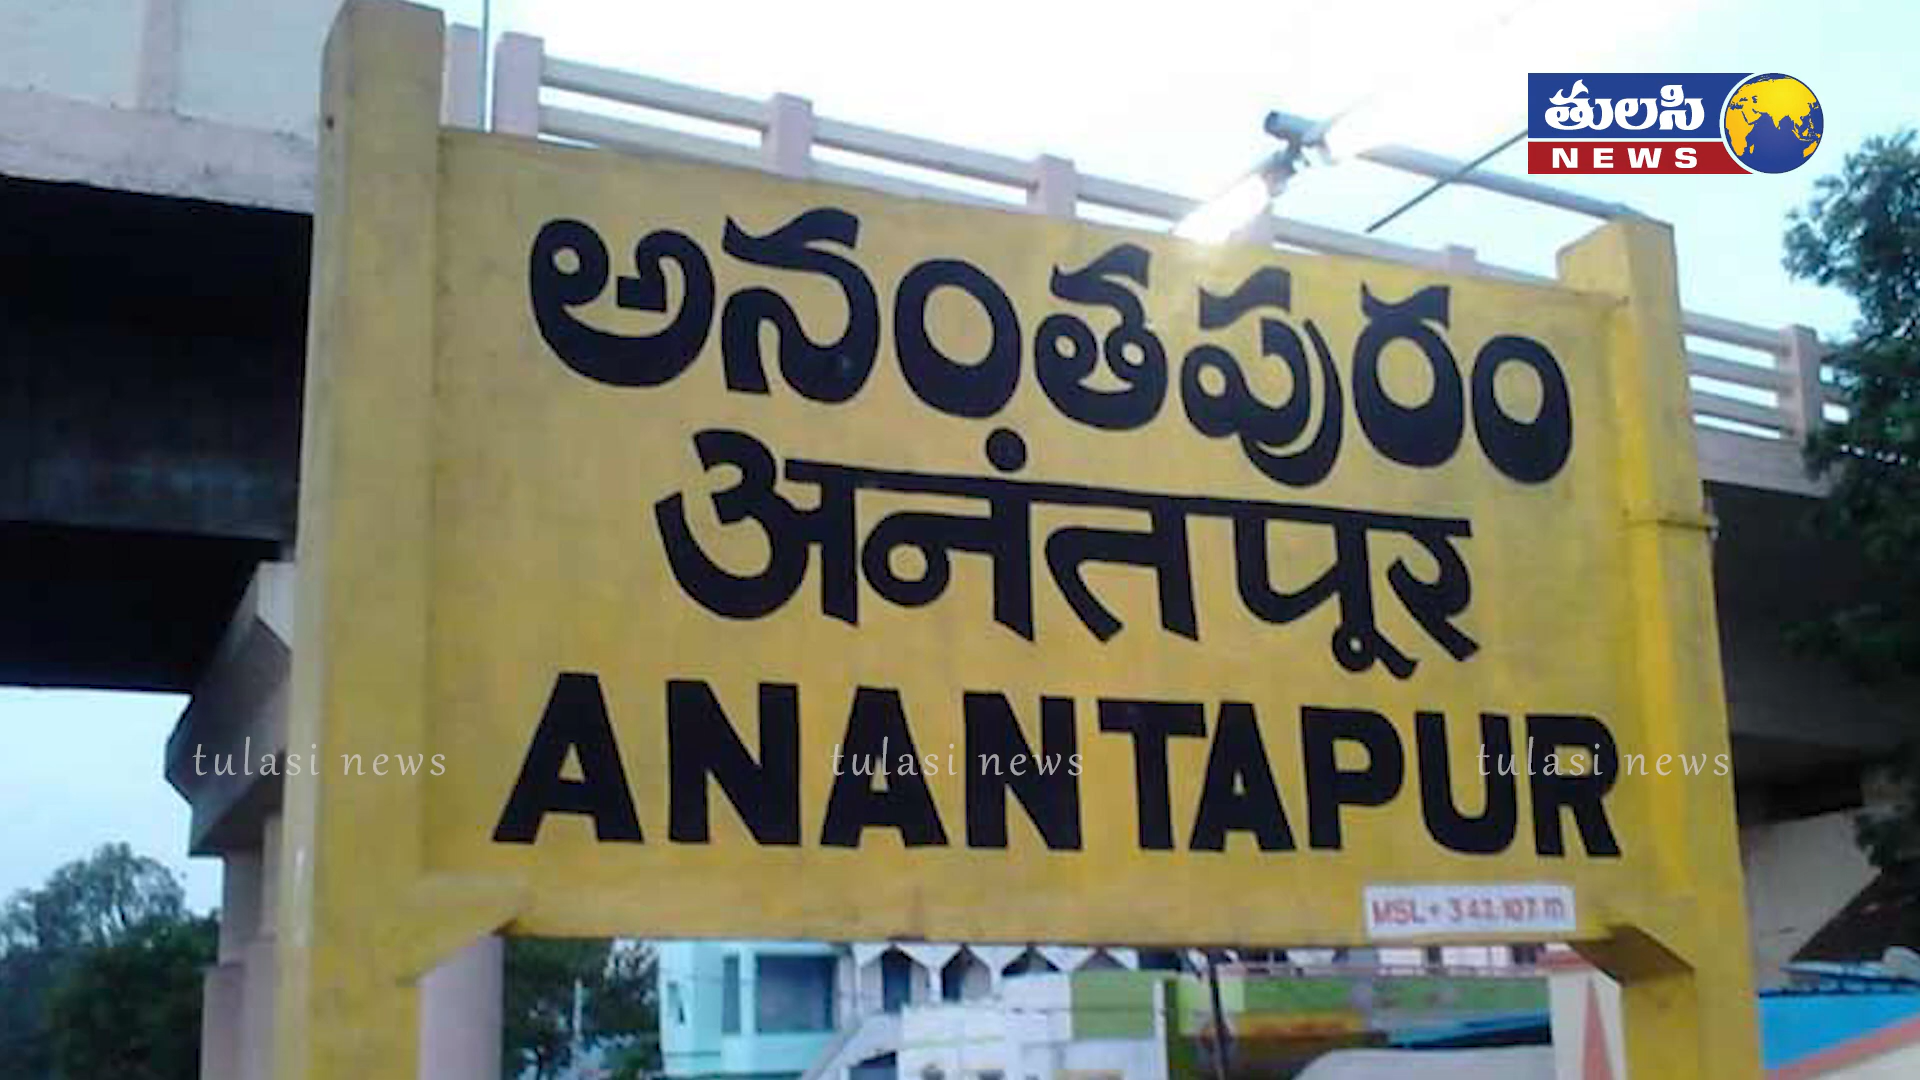 తులసి
NEWS
అనంతపురం
अनंतपूर
ANANTAPUR
tulasi news tulasi news tulasi news
MSL + 342.107 m